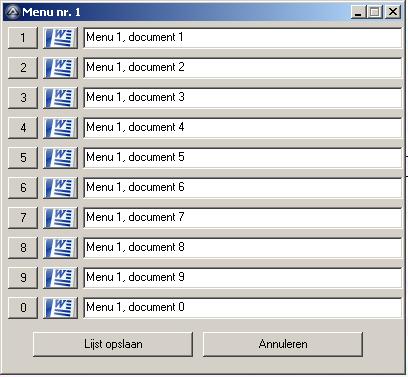 Menu nr. 1
1 W Menu 1, document 1
2 W Menu 1, document 2
3 W Menu 1, document 3
4 W Menu 1, document 4
5 W Menu 1, document 5
6 W Menu 1, document 6
7 W Menu 1, document 7
8 W Menu 1, document 8
9 W Menu 1, document 9
0 W Menu 1, document 0
Lijst opslaan Annuleren